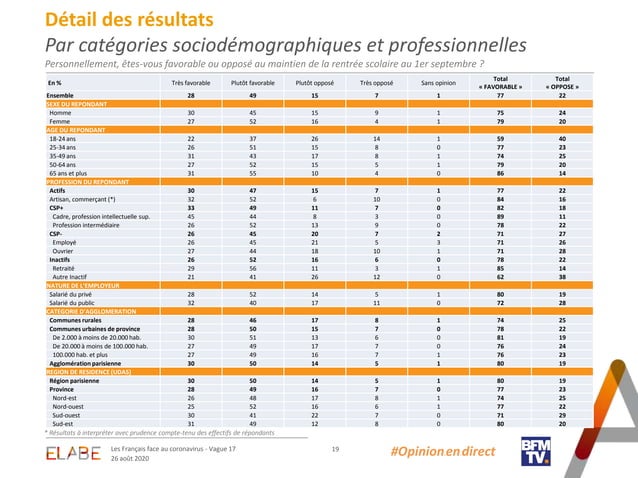 Détail des résultats
Par catégories sociodémographiques et professionnelles
Personnellement, êtes-vous favorable ou opposé au maintien de la rentrée scolaire au 1er septembre ?
En % Très favorable Plutôt favorable Plutôt opposé Très opposé Sans opinion Total « FAVORABLE » Total « OPPOSE »
Ensemble 28 49 15 7 1 77 22
SEXE DU REPONDANT
Homme 30 45 15 9 1 75 24
Femme 27 52 16 4 1 79 20
AGE DU REPONDANT
18-24 ans 22 37 26 14 1 59 40
25-34 ans 26 51 15 8 0 77 23
35-49 ans 31 43 17 8 1 74 25
50-64 ans 27 52 15 5 1 79 20
65 ans et plus 31 55 10 4 0 86 14
PROFESSION DU REPONDANT
Actifs 30 47 15 7 1 77 22
Artisan, commerçant (*) 32 52 6 10 0 84 16
CSP+ 33 49 11 7 0 82 18
Cadre, profession intellectuelle sup. 45 44 8 3 0 89 11
Profession intermédiaire 26 52 13 9 0 78 22
CSP- 26 45 20 7 2 71 27
Employé 26 45 21 5 3 71 26
Ouvrier 27 44 18 10 1 71 28
Inactifs 26 52 16 6 0 78 22
Retraité 29 56 11 3 1 85 14
Autre Inactif 21 41 26 12 0 62 38
NATURE DE L'EMPLOYEUR
Salarié du privé 28 52 14 5 1 80 19
Salarié du public 32 40 17 11 0 72 28
CATEGORIE D'AGGLOMERATION
Communes rurales 28 46 17 8 1 74 25
Communes urbaines de province 28 50 15 7 0 78 22
De 2.000 à moins de 20.000 hab. 30 51 13 6 0 81 19
De 20.000 à moins de 100.000 hab. 27 49 17 7 0 76 24
100.000 hab. et plus 27 49 16 7 1 76 23
Agglomération parisienne 30 50 14 5 1 80 19
REGION DE RESIDENCE (UDA5)
Région parisienne 30 50 14 5 1 80 19
Province 28 49 16 7 0 77 23
Nord-est 26 48 17 8 1 74 25
Nord-ouest 25 52 16 6 1 77 22
Sud-ouest 30 41 22 7 0 71 29
Sud-est 31 49 12 8 0 80 20
* Résultats à interpréter avec prudence compte-tenu des effectifs de répondants
ELABE
Les Français face au coronavirus - Vague 17
26 août 2020
19
#Opinionendirect
BFM
TV.